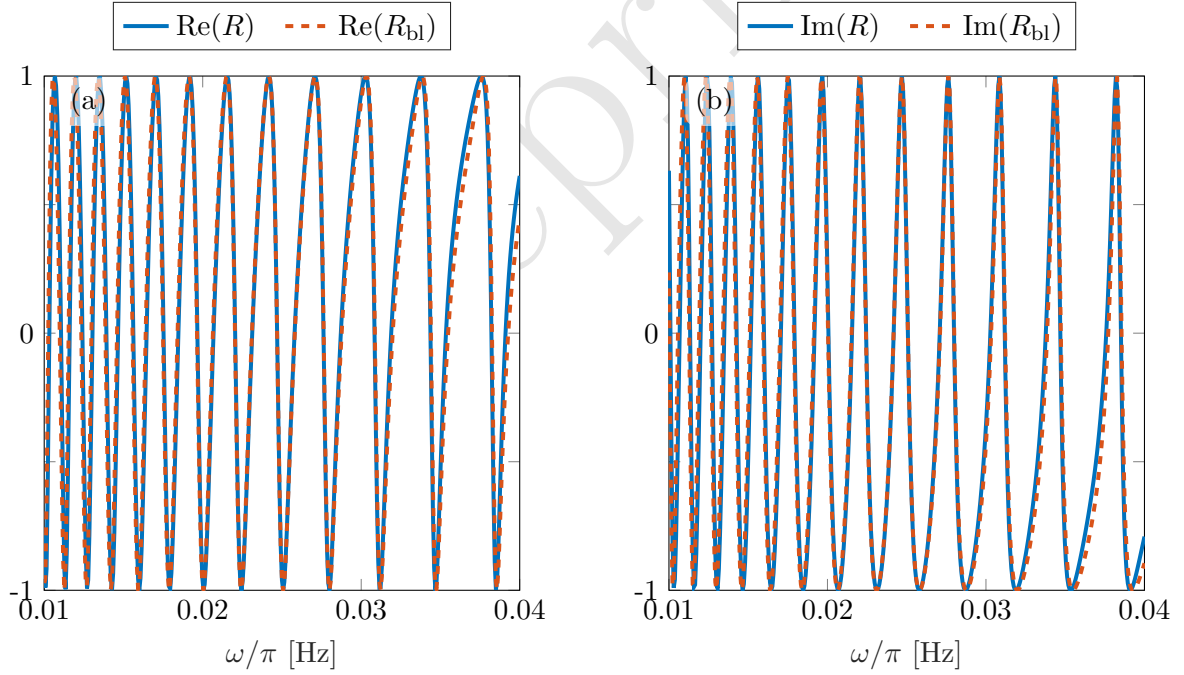 Re(R) Re(R_bl)
Im(R) Im(R_bl)
(a)
1
0
-1
0.01 0.02 0.03 0.04
ω/π [Hz]
(b)
1
0
-1
0.01 0.02 0.03 0.04
ω/π [Hz]
epri